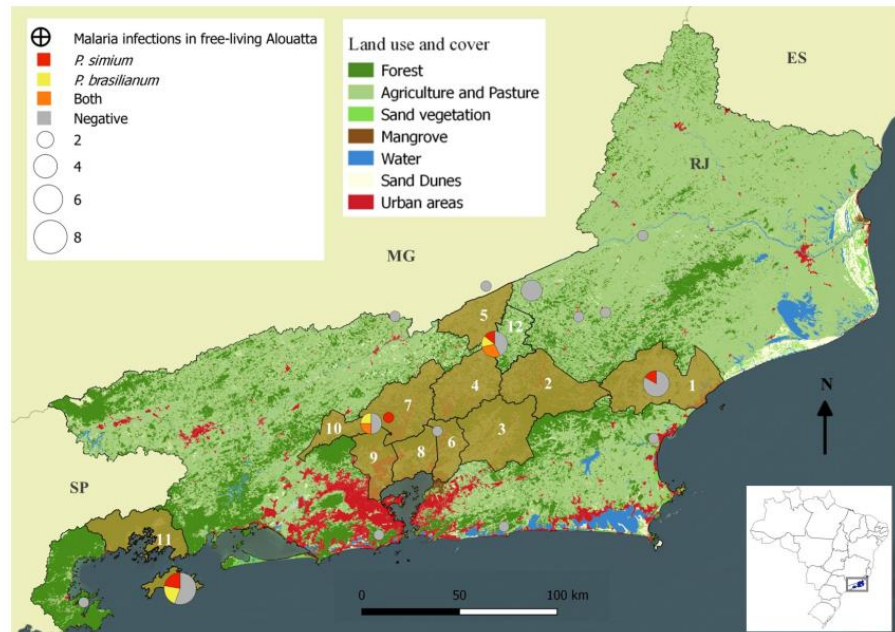 Malaria infections in free-living Alouatta
P. simium
P. brasilianum
Both
Negative
2
4
6
8
Land use and cover
Forest
Agriculture and Pasture
Sand vegetation
Mangrove
Water
Sand Dunes
Urban areas
ES
RJ
MG
5
12
7
4
2
1
10
3
9
8
6
SP
11
N
0
50
100 km